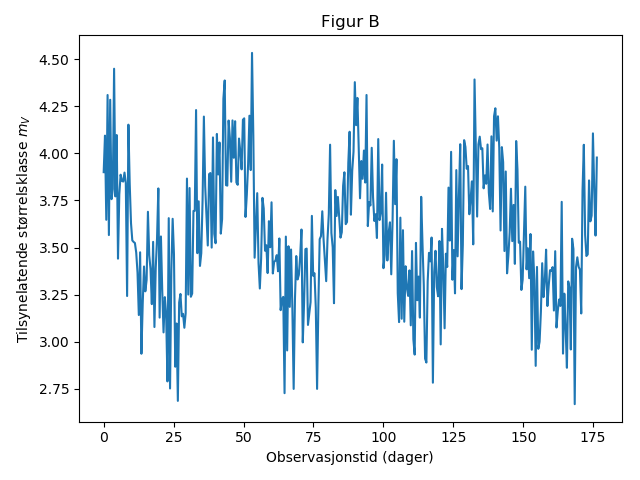 Figur B
4.50
4.25
4.00
3.75
3.50
3.25
3.00
2.75
Tilsynelatende størrelsklasse $m_V$
0 25 50 75 100 125 150 175
Observasjonstid (dager)